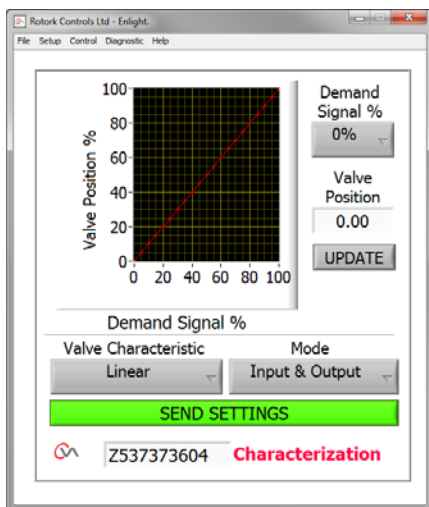 Rotork Controls Ltd - Enlight.
File Setup Control Diagnostic Help
100
80
60
40
20
0
Valve Position %
0 20 40 60 80 100
Demand Signal %
Demand
Signal %
0%
Valve
Position
0.00
UPDATE
Valve Characteristic
Linear
Mode
Input & Output
SEND SETTINGS
Z537373604
Characterization